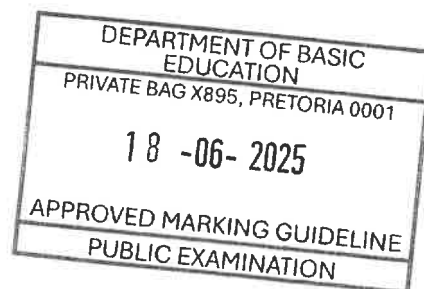 DEPARTMENT OF BASIC
EDUCATION
PRIVATE BAG X895, PRETORIA 0001
18 -06- 2025
APPROVED MARKING GUIDELINE
PUBLIC EXAMINATION